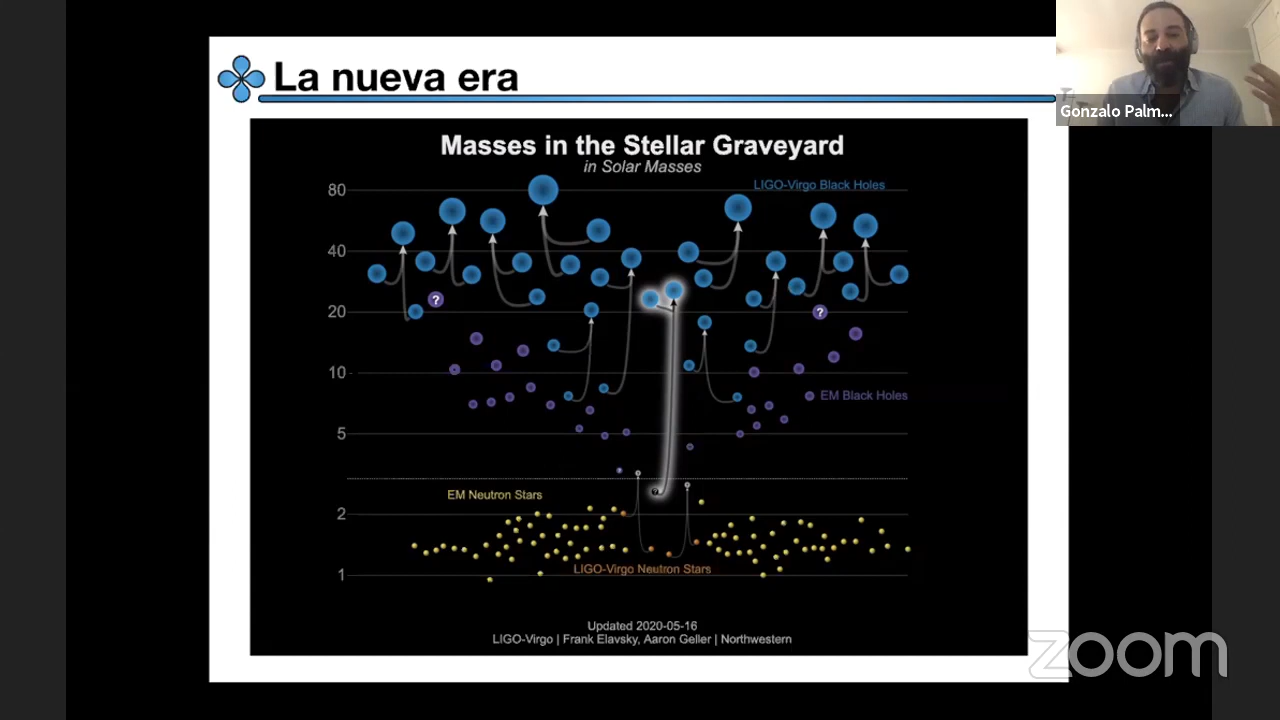 La nueva era
Gonzalo Palm...
Masses in the Stellar Graveyard
in Solar Masses
LIGO-Virgo Black Holes
80
40
?
20
?
10
EM Black Holes
5
EM Neutron Stars
?
2
LIGO-Virgo Neutron Stars
1
Updated 2020-05-16
LIGO-Virgo | Frank Elavsky, Aaron Geller | Northwestern
zoom